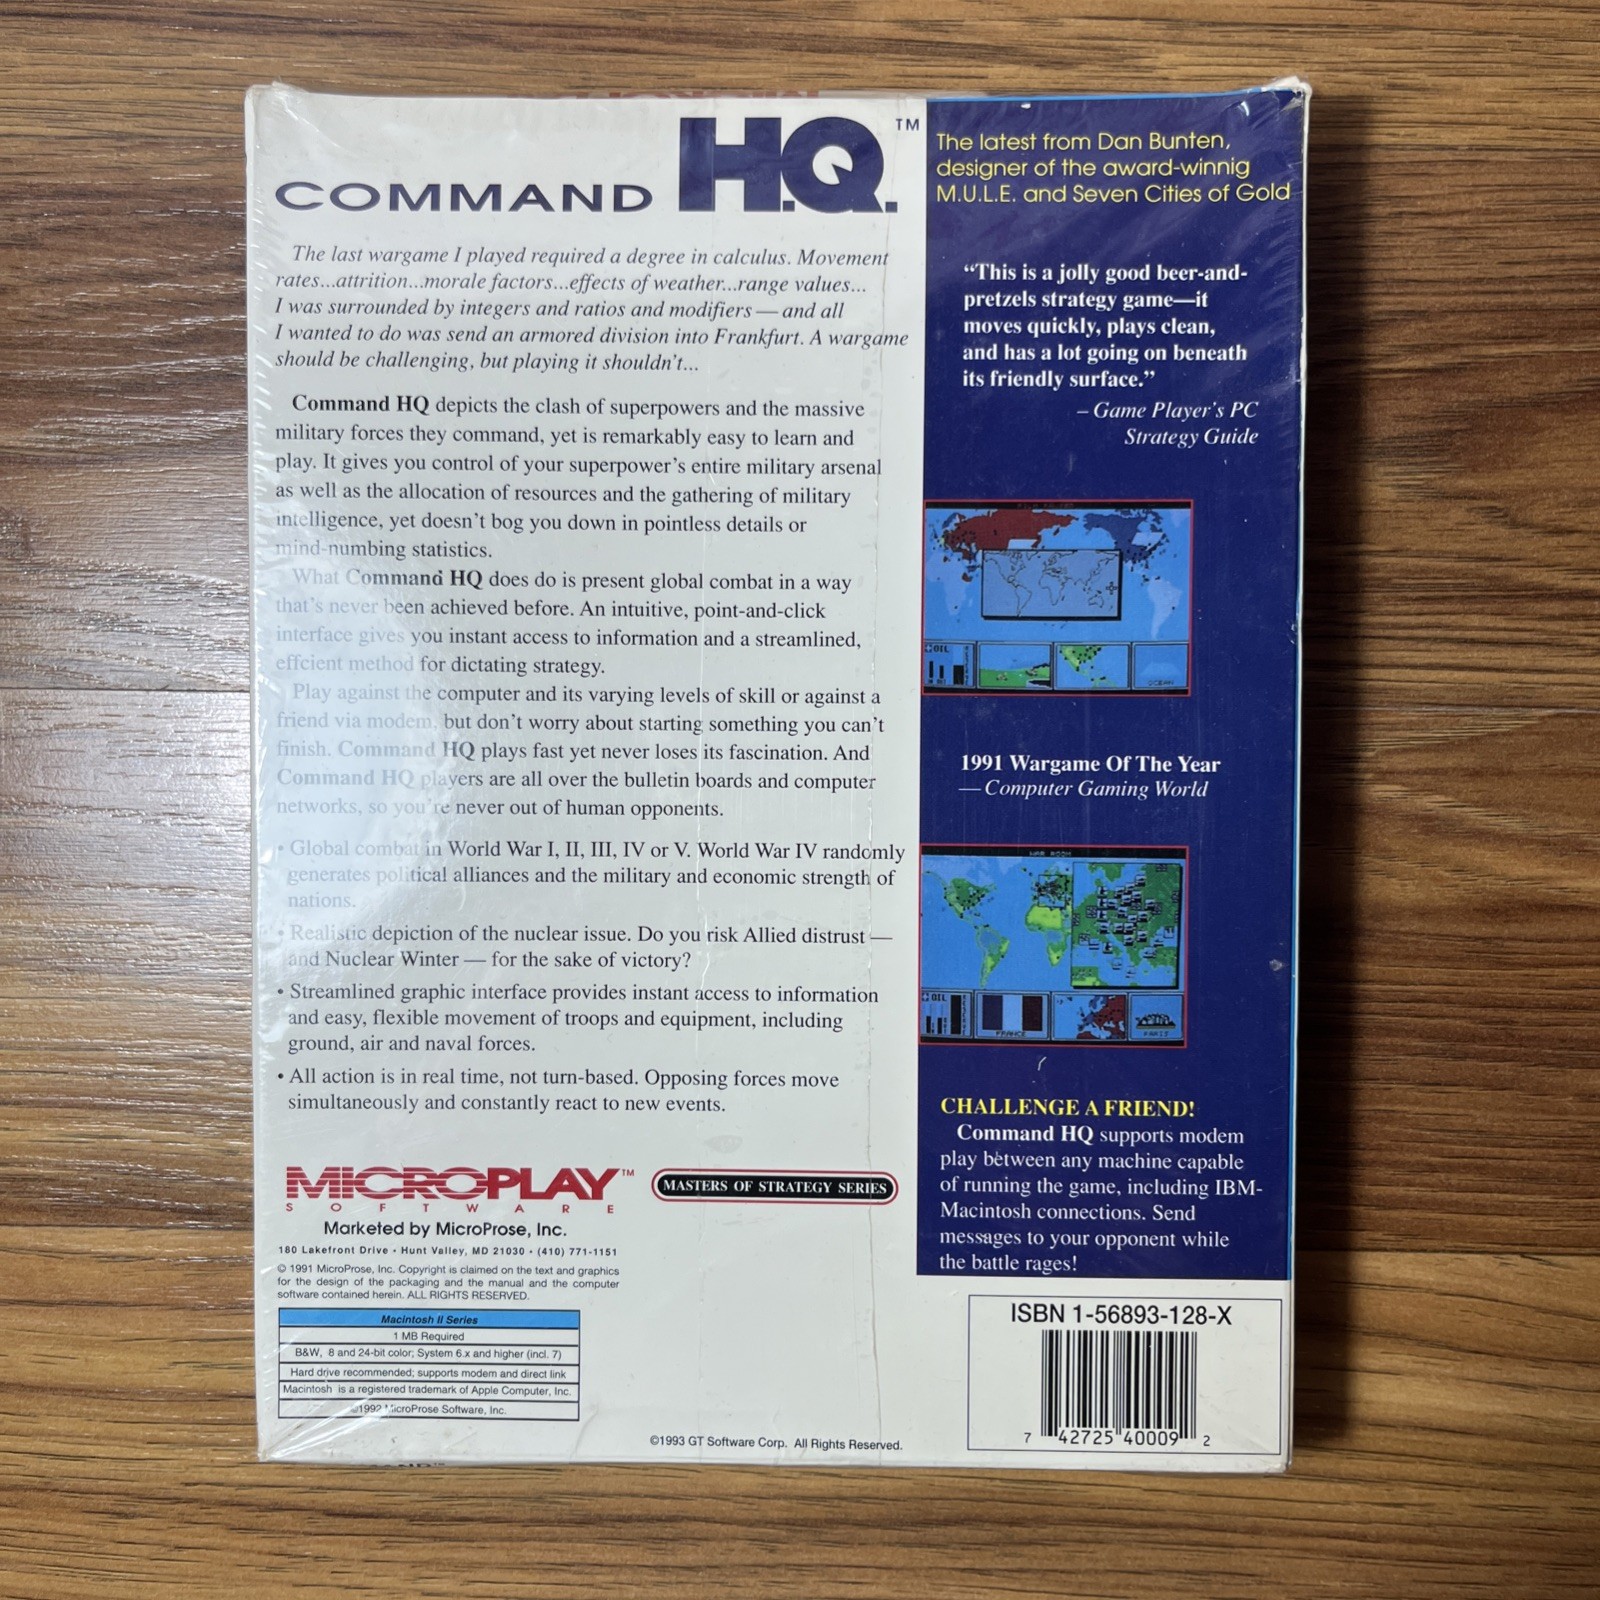 COMMAND H.Q.™
The last wargame I played required a degree in calculus. Movement
rates...attrition...morale factors...effects of weather...range values...
I was surrounded by integers and ratios and modifiers — and all
I wanted to do was send an armored division into Frankfurt. A wargame
should be challenging, but playing it shouldn't...
Command HQ depicts the clash of superpowers and the massive
military forces they command, yet is remarkably easy to learn and
play. It gives you control of your superpower's entire military arsenal
as well as the allocation of resources and the gathering of military
intelligence, yet doesn't bog you down in pointless details or
mind-numbing statistics.
What Command HQ does do is present global combat in a way
that's never been achieved before. An intuitive, point-and-click
interface gives you instant access to information and a streamlined,
effcient method for dictating strategy.
Play against the computer and its varying levels of skill or against a
friend via modem, but don't worry about starting something you can't
finish. Command HQ plays fast yet never loses its fascination. And
Command HQ players are all over the bulletin boards and computer
networks, so you're never out of human opponents.
• Global combat in World War I, II, III, IV or V. World War IV randomly
generates political alliances and the military and economic strength of
nations.
• Realistic depiction of the nuclear issue. Do you risk Allied distrust —
and Nuclear Winter — for the sake of victory?
• Streamlined graphic interface provides instant access to information
and easy, flexible movement of troops and equipment, including
ground, air and naval forces.
• All action is in real time, not turn-based. Opposing forces move
simultaneously and constantly react to new events.
MICROPLAY™
SOFTWARE
MASTERS OF STRATEGY SERIES
Marketed by MicroProse, Inc.
180 Lakefront Drive • Hunt Valley, MD 21030 • (410) 771-1151
© 1991 MicroProse, Inc. Copyright is claimed on the text and graphics
for the design of the packaging and the manual and the computer
software contained herein. ALL RIGHTS RESERVED.
Macintosh II Series
1 MB Required
B&W, 8 and 24-bit color; System 6.x and higher (incl. 7)
Hard drive recommended; supports modem and direct link
Macintosh is a registered trademark of Apple Computer, Inc.
©1992 MicroProse Software, Inc.
©1993 GT Software Corp. All Rights Reserved.
The latest from Dan Bunten,
designer of the award-winnig
M.U.L.E. and Seven Cities of Gold
“This is a jolly good beer-and-
pretzels strategy game—it
moves quickly, plays clean,
and has a lot going on beneath
its friendly surface.”
– Game Player's PC
Strategy Guide
OIL
OCEAN
1991 Wargame Of The Year
— Computer Gaming World
WAR ROOM
OIL
FRANCE
PARIS
CHALLENGE A FRIEND!
Command HQ supports modem
play between any machine capable
of running the game, including IBM-
Macintosh connections. Send
messages to your opponent while
the battle rages!
ISBN 1-56893-128-X
7 42725 40009 2